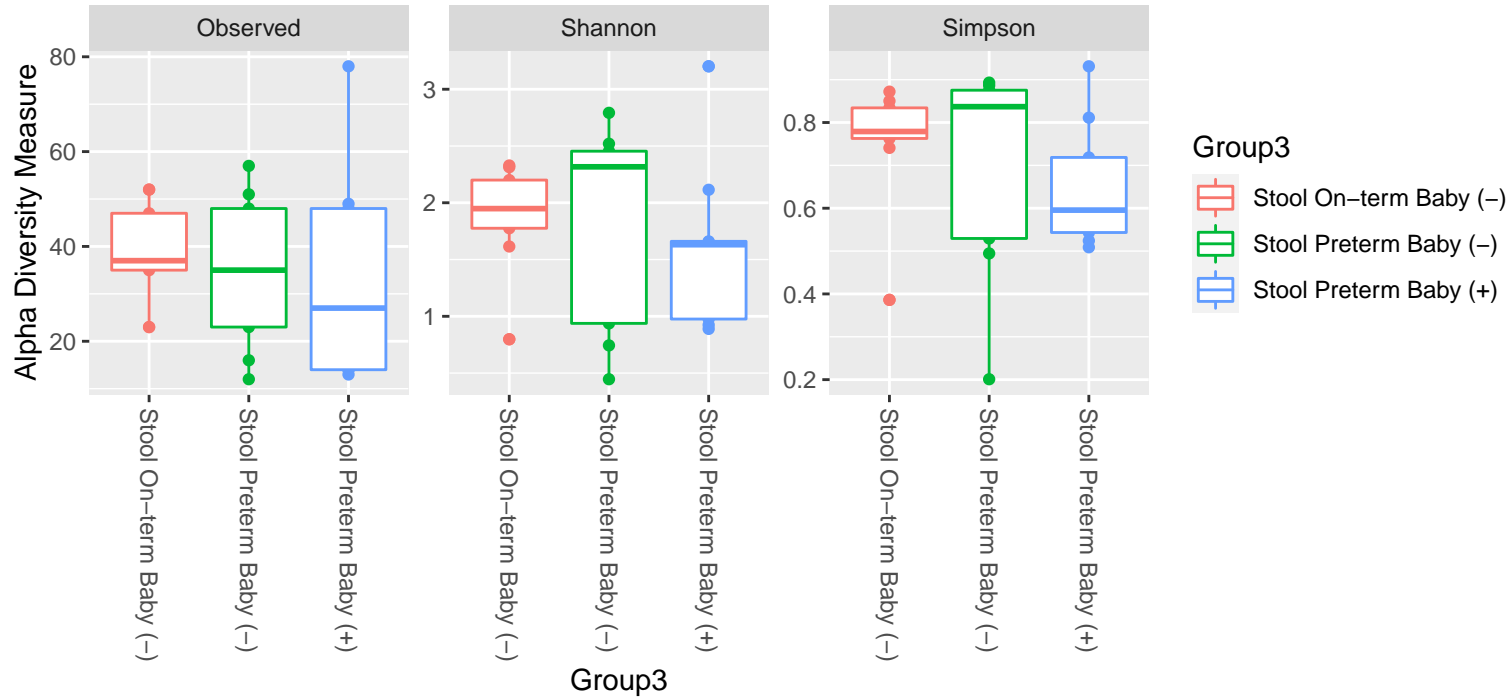 Observed
Shannon
Simpson
Alpha Diversity Measure
80
60
40
20
3
2
1
0.8
0.6
0.4
0.2
Stool On−term Baby (−)
Stool Preterm Baby (−)
Stool Preterm Baby (+)
Stool On−term Baby (−)
Stool Preterm Baby (−)
Stool Preterm Baby (+)
Stool On−term Baby (−)
Stool Preterm Baby (−)
Stool Preterm Baby (+)
Group3
Group3
Stool On−term Baby (−)
Stool Preterm Baby (−)
Stool Preterm Baby (+)